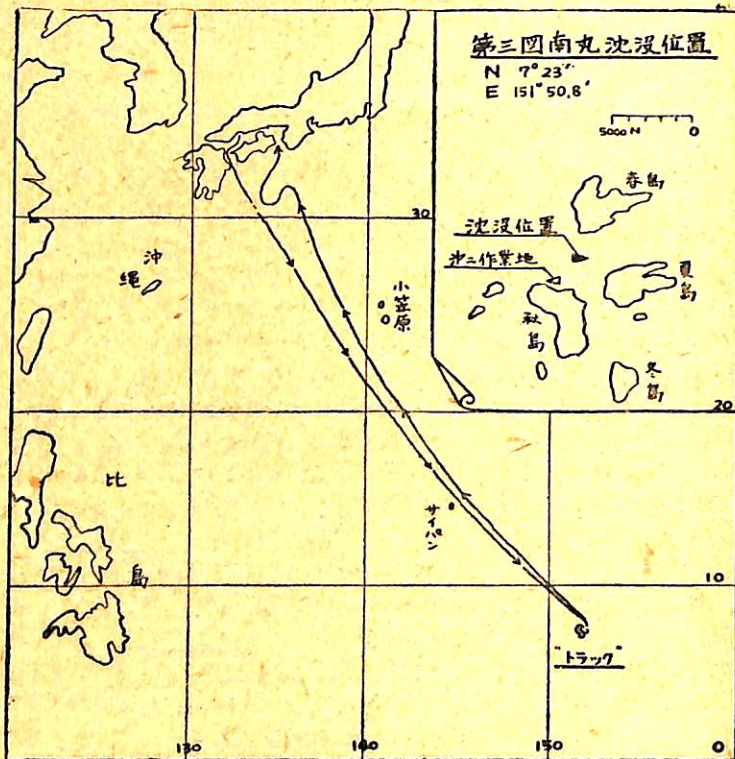 第三図南丸沈没位置
N 7°23′
E 151°50.8′
5000 N 0
春島
沈没位置
沖二作業地
夏島
秋島
冬島
30
沖縄
小笠原
20
比島
サイパン
10
"トラック"
130 140 150 0